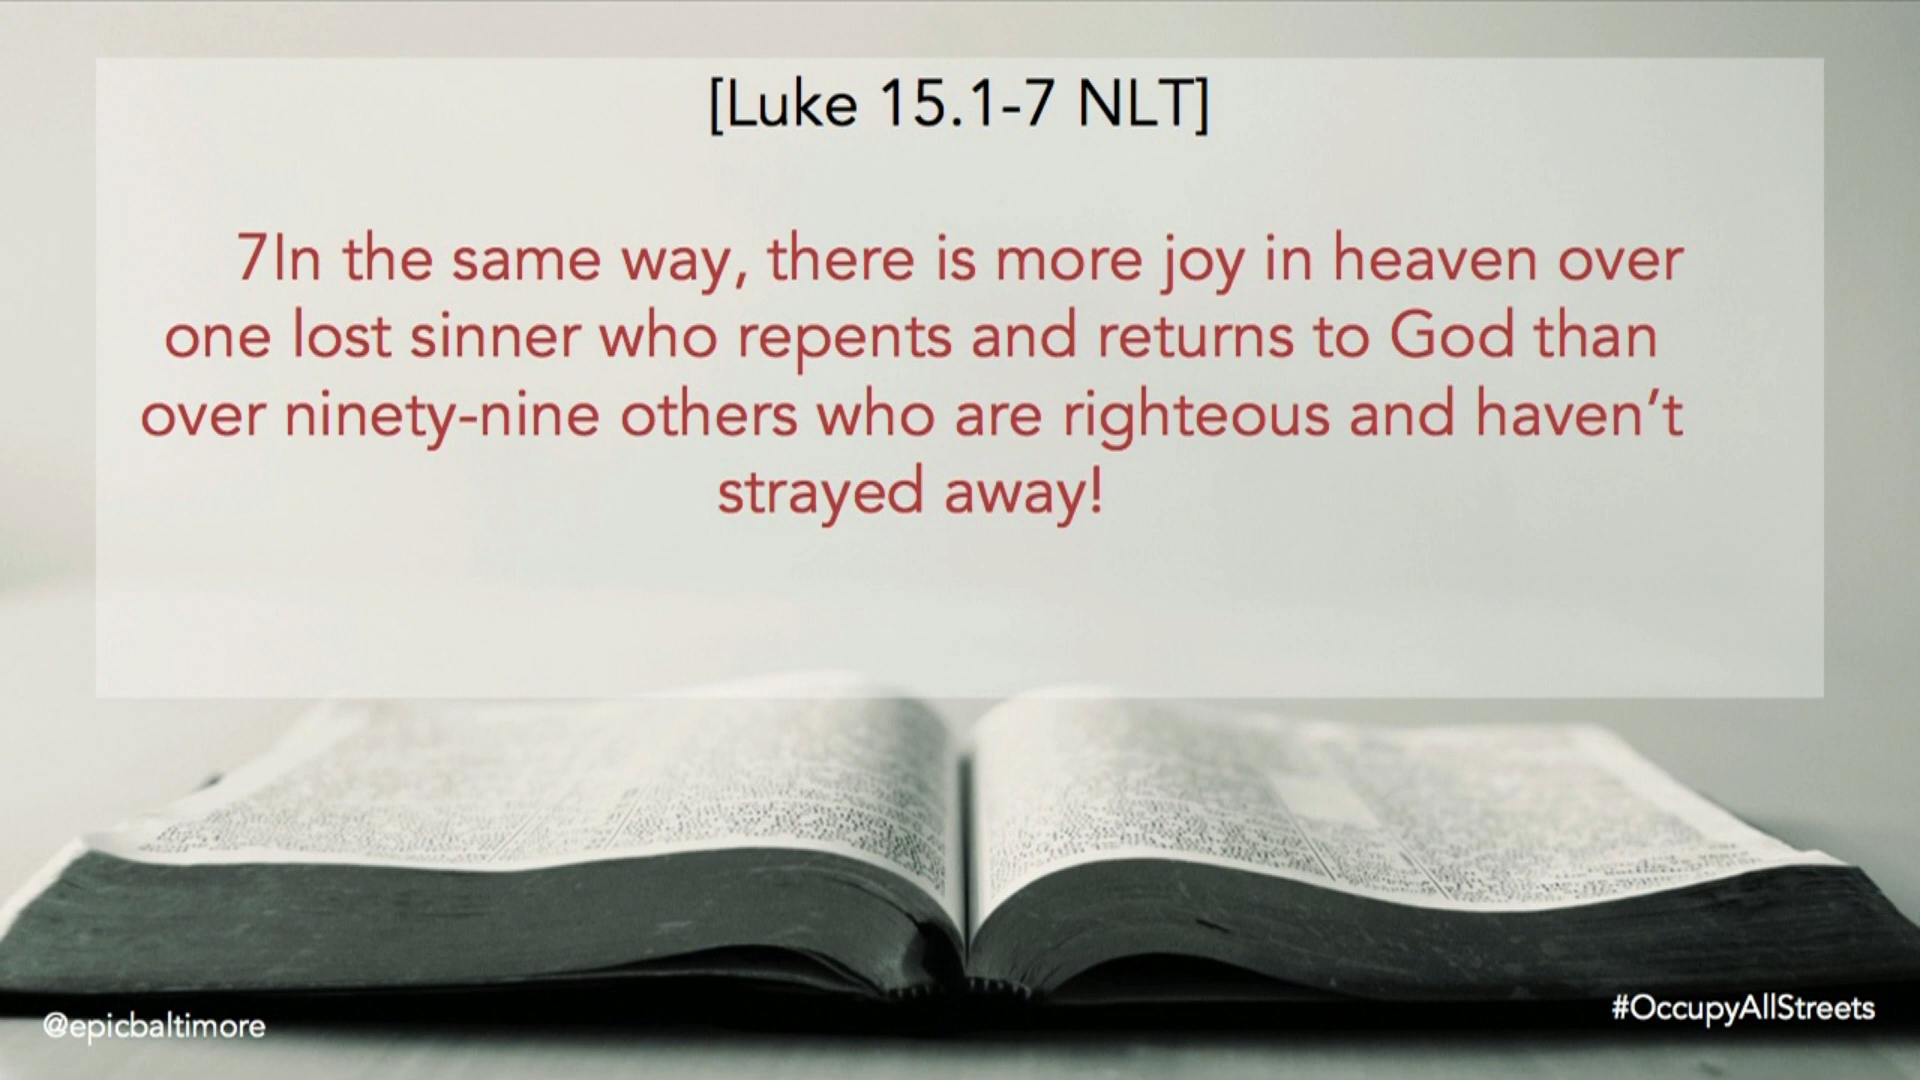 [Luke 15.1-7 NLT]
7In the same way, there is more joy in heaven over
one lost sinner who repents and returns to God than
over ninety-nine others who are righteous and haven’t
strayed away!
@epicbaltimore
#OccupyAllStreets